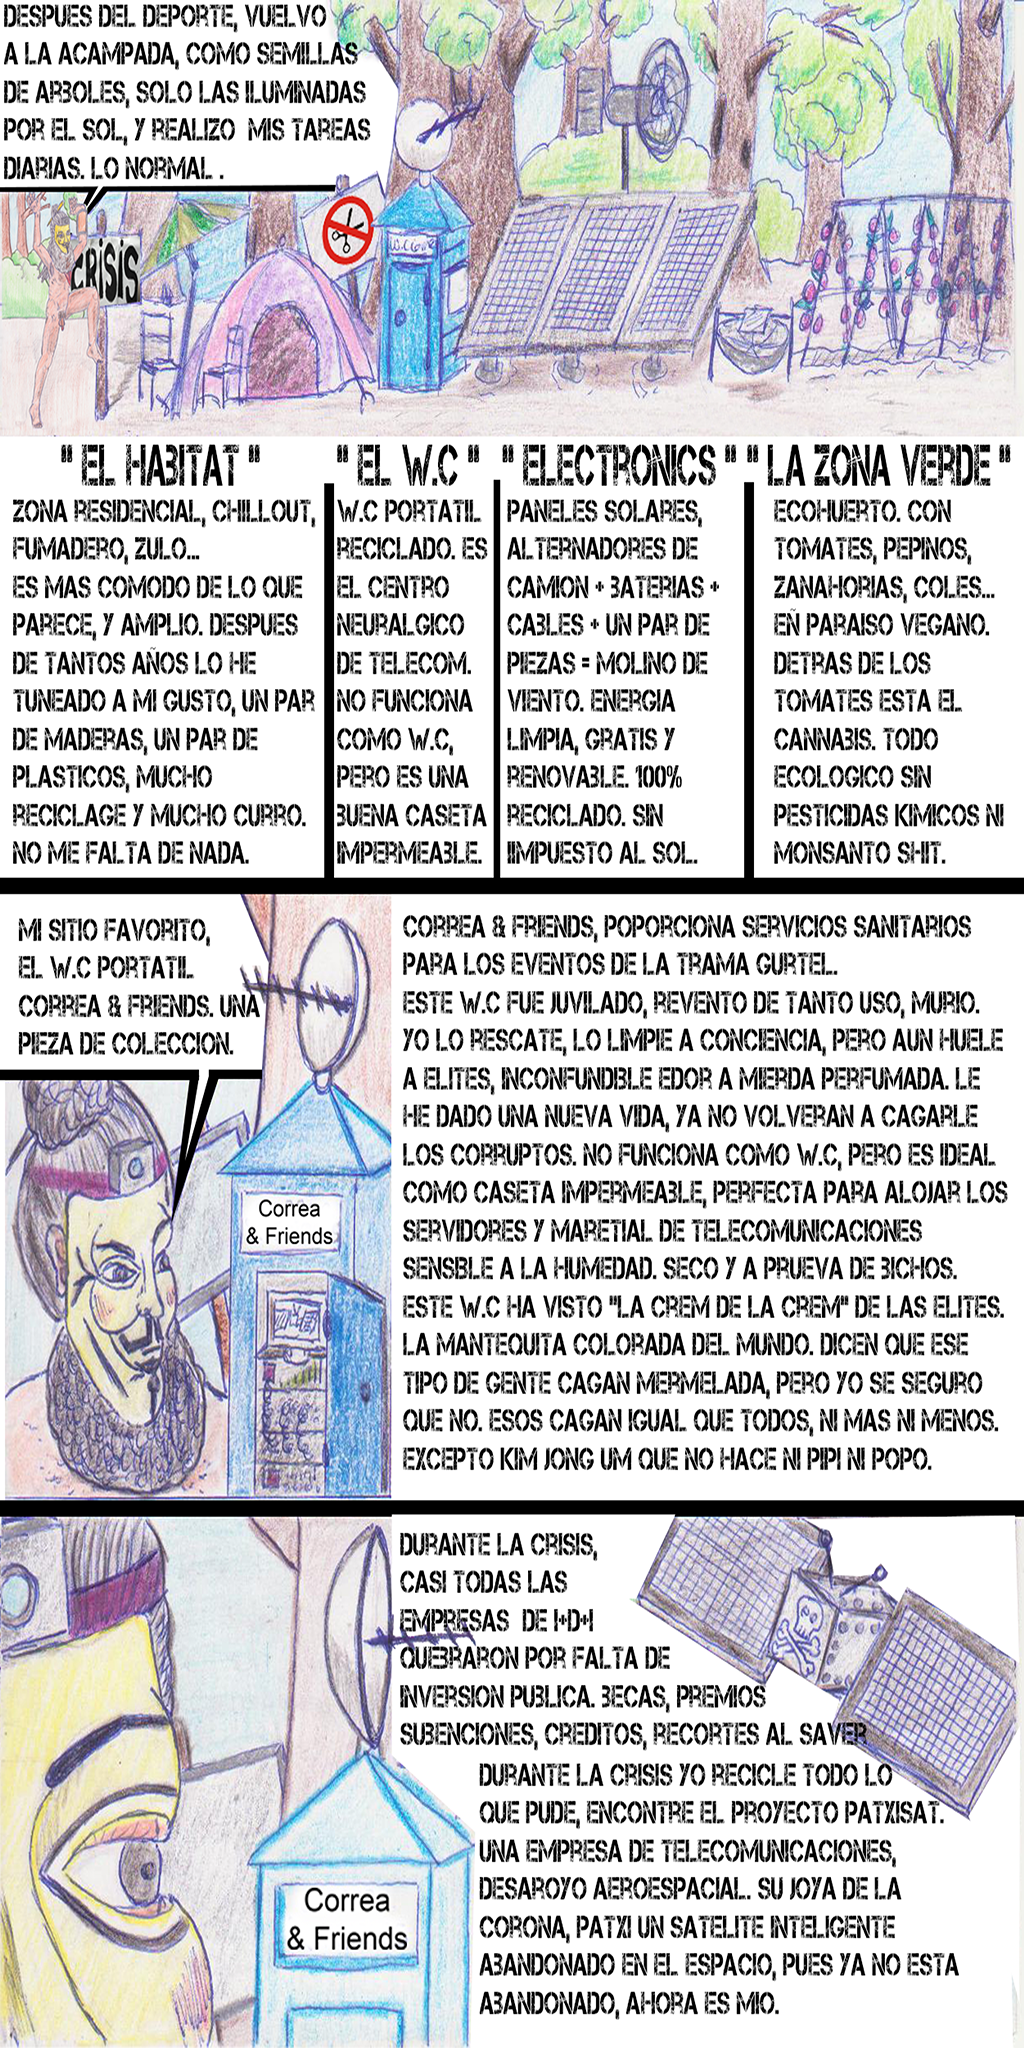 DESPUES DEL DEPORTE, VUELVO
A LA ACAMPADA, COMO SEMILLAS
DE ARBOLES, SOLO LAS ILUMINADAS
POR EL SOL, Y REALIZO MIS TAREAS
DIARIAS. LO NORMAL .
CRISIS
W.C
" EL HABITAT "
ZONA RESIDENCIAL, CHILLOUT,
FUMADERO, ZULO...
ES MAS COMODO DE LO QUE
PARECE, Y AMPLIO. DESPUES
DE TANTOS AÑOS LO HE
TUNEADO A MI GUSTO, UN PAR
DE MADERAS, UN PAR DE
PLASTICOS, MUCHO
RECICLAGE Y MUCHO CURRO.
NO ME FALTA DE NADA.
" EL W.C "
W.C PORTATIL
RECICLADO. ES
EL CENTRO
NEURALGICO
DE TELECOM.
NO FUNCIONA
COMO W.C,
PERO ES UNA
BUENA CASETA
IMPERMEABLE.
" ELECTRONICS "
PANELES SOLARES,
ALTERNADORES DE
CAMION + BATERIAS +
CABLES + UN PAR DE
PIEZAS = MOLINO DE
VIENTO. ENERGIA
LIMPIA, GRATIS Y
RENOVABLE. 100%
RECICLADO. SIN
IIMPUESTO AL SOL.
" LA ZONA VERDE "
ECOHUERTO. CON
TOMATES, PEPINOS,
ZANAHORIAS, COLES...
EÑ PARAISO VEGANO.
DETRAS DE LOS
TOMATES ESTA EL
CANNABIS. TODO
ECOLOGICO SIN
PESTICIDAS KIMICOS NI
MONSANTO SHIT.
MI SITIO FAVORITO,
EL W.C PORTATIL
CORREA & FRIENDS. UNA
PIEZA DE COLECCION.
Correa
& Friends
CORREA & FRIENDS, POPORCIONA SERVICIOS SANITARIOS
PARA LOS EVENTOS DE LA TRAMA GURTEL.
ESTE W.C FUE JUVILADO, REVENTO DE TANTO USO, MURIO.
YO LO RESCATE, LO LIMPIE A CONCIENCIA, PERO AUN HUELE
A ELITES, INCONFUNDBLE EDOR A MIERDA PERFUMADA. LE
HE DADO UNA NUEVA VIDA, YA NO VOLVERAN A CAGARLE
LOS CORRUPTOS. NO FUNCIONA COMO W.C, PERO ES IDEAL
COMO CASETA IMPERMEABLE, PERFECTA PARA ALOJAR LOS
SERVIDORES Y MARETIAL DE TELECOMUNICACIONES
SENSBLE A LA HUMEDAD. SECO Y A PRUEVA DE BICHOS.
ESTE W.C HA VISTO "LA CREM DE LA CREM" DE LAS ELITES.
LA MANTEQUITA COLORADA DEL MUNDO. DICEN QUE ESE
TIPO DE GENTE CAGAN MERMELADA, PERO YO SE SEGURO
QUE NO. ESOS CAGAN IGUAL QUE TODOS, NI MAS NI MENOS.
EXCEPTO KIM JONG UM QUE NO HACE NI PIPI NI POPO.
DURANTE LA CRISIS,
CASI TODAS LAS
EMPRESAS DE I+D+I
QUEBRARON POR FALTA DE
INVERSION PUBLICA. BECAS, PREMIOS
SUBENCIONES, CREDITOS, RECORTES AL SAVER
Correa
& Friends
DURANTE LA CRISIS YO RECICLE TODO LO
QUE PUDE, ENCONTRE EL PROYECTO PATXISAT.
UNA EMPRESA DE TELECOMUNICACIONES,
DESAROYO AEROESPACIAL. SU JOYA DE LA
CORONA, PATXI UN SATELITE INTELIGENTE
ABANDONADO EN EL ESPACIO, PUES YA NO ESTA
ABANDONADO, AHORA ES MIO.